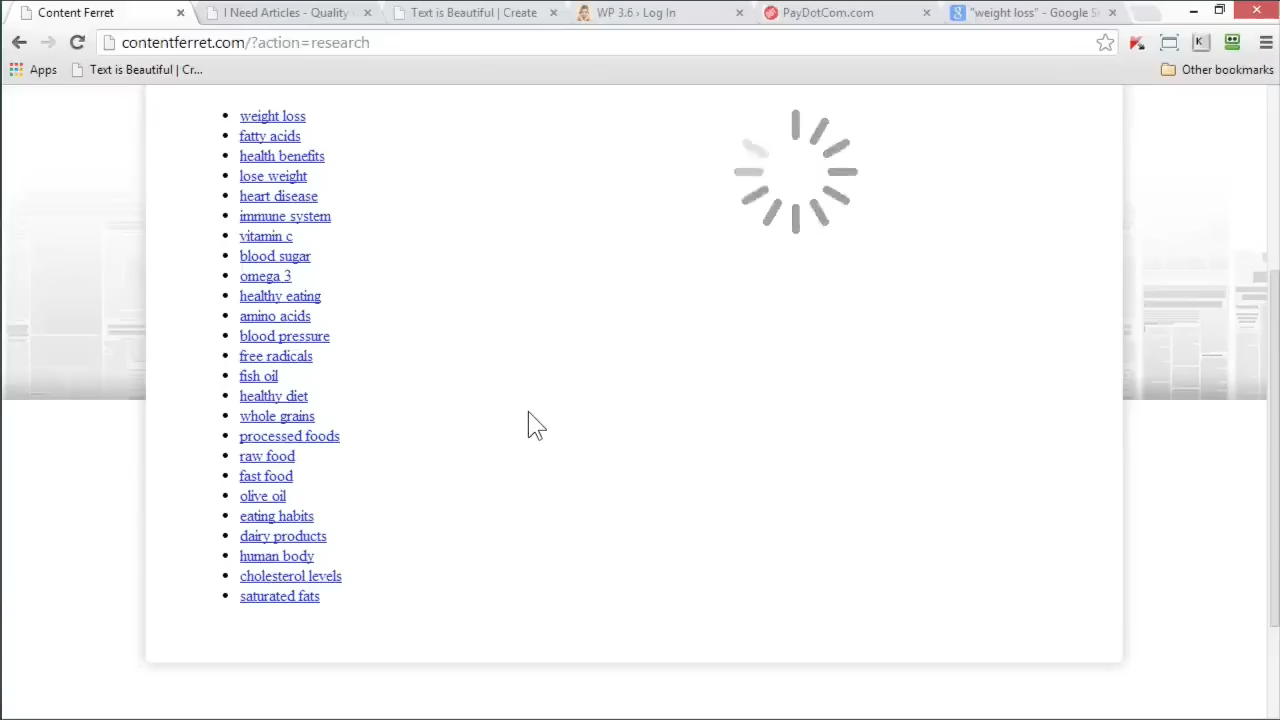 Content Ferret
I Need Articles - Quality
Text is Beautiful | Create
WP 3.6 › Log In
PayDotCom.com
"weight loss" - Google Se
contentferret.com/?action=research
K
Apps
Text is Beautiful | Cr...
Other bookmarks
weight loss
fatty acids
health benefits
lose weight
heart disease
immune system
vitamin c
blood sugar
omega 3
healthy eating
amino acids
blood pressure
free radicals
fish oil
healthy diet
whole grains
processed foods
raw food
fast food
olive oil
eating habits
dairy products
human body
cholesterol levels
saturated fats